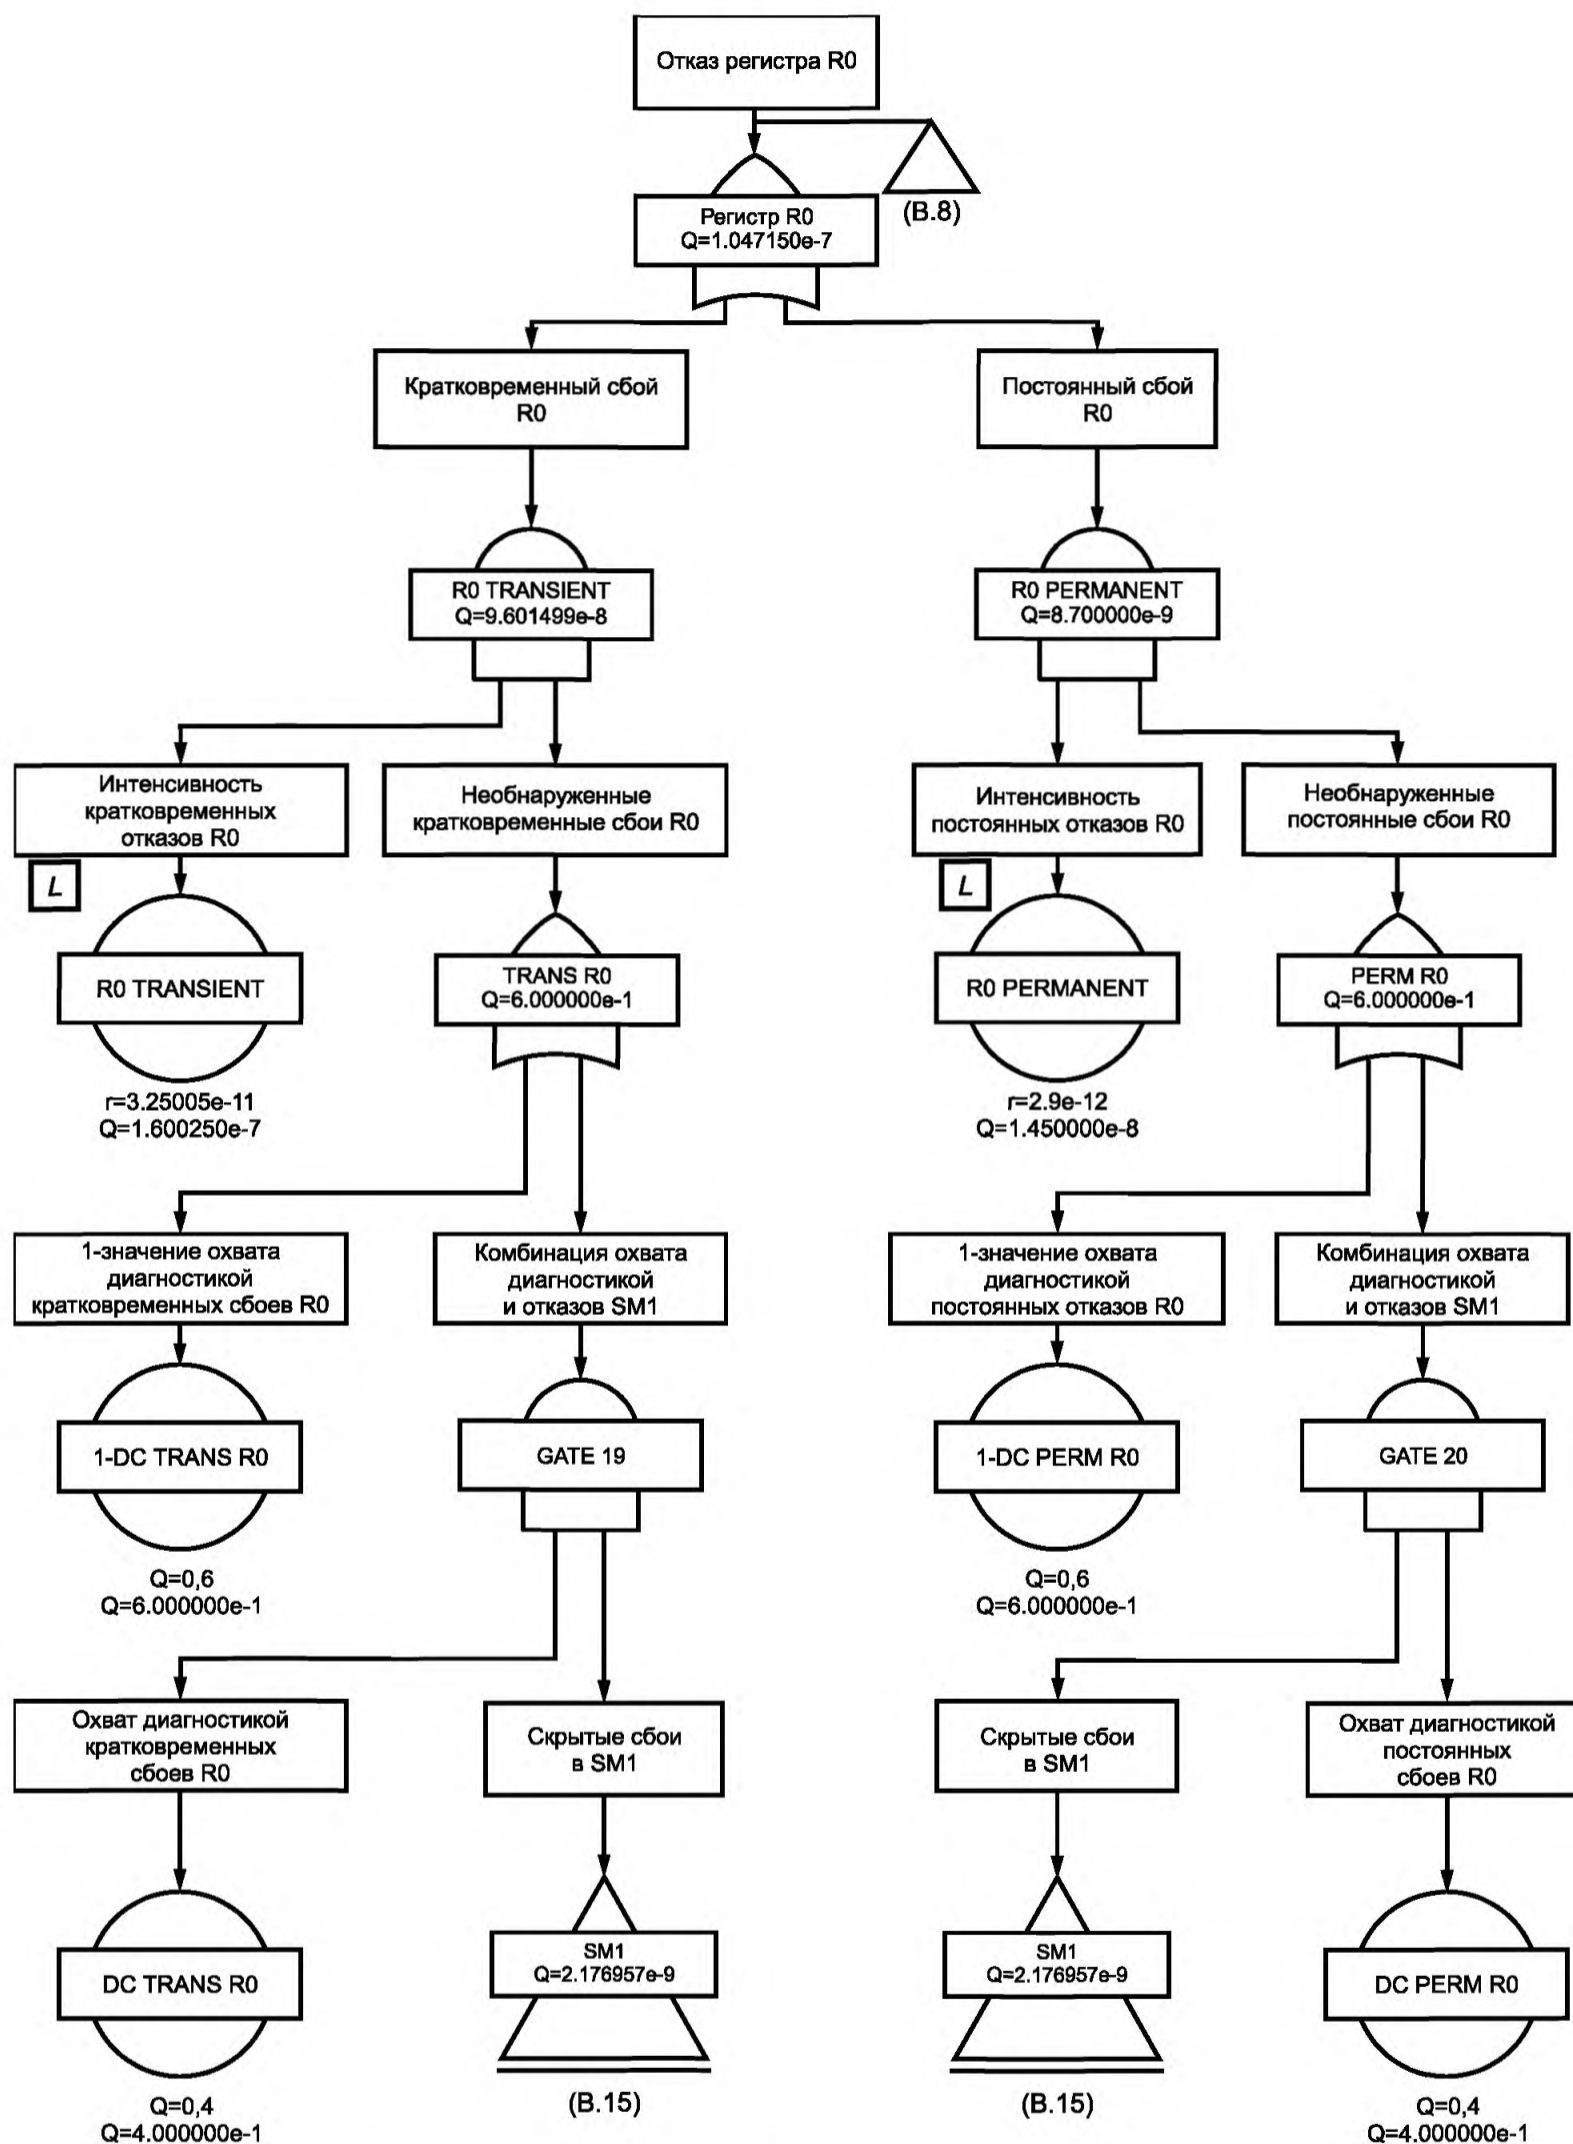 Отказ регистра R0
Регистр R0
Q=1.047150e-7
(В.8)
Кратковременный сбой
R0
Постоянный сбой
R0
R0 TRANSIENT
Q=9.601499e-8
R0 PERMANENT
Q=8.700000e-9
Интенсивность
кратковременных
отказов R0
Необнаруженные
кратковременные сбои R0
Интенсивность
постоянных отказов R0
Необнаруженные
постоянные сбои R0
L
L
R0 TRANSIENT
TRANS R0
Q=6.000000e-1
R0 PERMANENT
PERM R0
Q=6.000000e-1
r=3.25005e-11
Q=1.600250e-7
r=2.9e-12
Q=1.450000e-8
1-значение охвата
диагностикой
кратковременных сбоев R0
Комбинация охвата
диагностикой
и отказов SM1
1-значение охвата
диагностикой
постоянных отказов R0
Комбинация охвата
диагностикой
и отказов SM1
1-DC TRANS R0
GATE 19
1-DC PERM R0
GATE 20
Q=0,6
Q=6.000000e-1
Q=0,6
Q=6.000000e-1
Охват диагностикой
кратковременных
сбоев R0
Скрытые сбои
в SM1
Скрытые сбои
в SM1
Охват диагностикой
постоянных
сбоев R0
DC TRANS R0
SM1
Q=2.176957e-9
SM1
Q=2.176957e-9
DC PERM R0
Q=0,4
Q=4.000000e-1
(В.15)
(В.15)
Q=0,4
Q=4.000000e-1